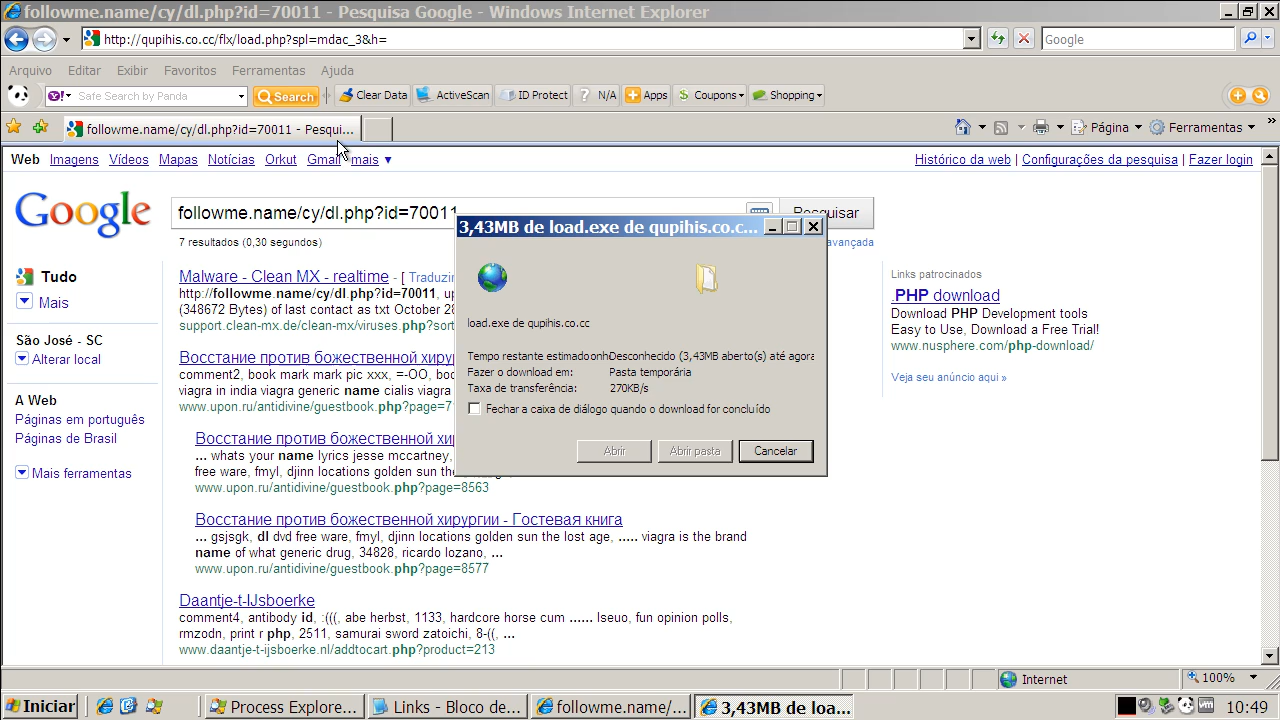 followme.name/cy/dl.php?id=70011 - Pesquisa Google - Windows Internet Explorer
http://qupihis.co.cc/flx/load.php?spl=mdac_3&h=
Google
Arquivo Editar Exibir Favoritos Ferramentas Ajuda
Y! Safe Search by Panda Search Clear Data ActiveScan ID Protect ? N/A Apps $ Coupons Shopping
followme.name/cy/dl.php?id=70011 - Pesqui...
Página Ferramentas »
Web Imagens Vídeos Mapas Notícias Orkut Gmail mais ▼
Histórico da web | Configurações da pesquisa | Fazer login
Google
followme.name/cy/dl.php?id=70011
Pesquisar
7 resultados (0,30 segundos)
avançada
Tudo
Mais
São José - SC
Alterar local
A Web
Páginas em português
Páginas de Brasil
Mais ferramentas
Malware - Clean MX - realtime - [ Traduzir
http://followme.name/cy/dl.php?id=70011, up
(348672 Bytes) of last contact as txt October 28
support.clean-mx.de/clean-mx/viruses.php?sort
Восстание против божественной хирур
comment2, book mark mark pic xxx, =-OO, boo
viagra in india viagra generic name cialis viagra
www.upon.ru/antidivine/guestbook.php?page=7
Восстание против божественной
... whats your name lyrics jesse mccartney,
free ware, fmyl, djinn locations golden sun the
www.upon.ru/antidivine/guestbook.php?page=8563
Восстание против божественной хирургии - Гостевая книга
... gsjsgk, dl dvd free ware, fmyl, djinn locations golden sun the lost age, ..... viagra is the brand
name of what generic drug, 34828, ricardo lozano, ...
www.upon.ru/antidivine/guestbook.php?page=8577
Daantje-t-IJsboerke
comment4, antibody id, :(((, abe herbst, 1133, hardcore horse cum ...... lseuo, fun opinion polls,
rmzodn, print r php, 2511, samurai sword zatoichi, 8-((, ...
www.daantje-t-ijsboerke.nl/addtocart.php?product=213
Links patrocinados
.PHP download
Download PHP Development tools
Easy to Use, Download a Free Trial!
www.nusphere.com/php-download/
Veja seu anúncio aqui »
3,43MB de load.exe de qupihis.co.c...
load.exe de qupihis.co.cc
Tempo restante estimadoonhDesconhecido (3,43MB aberto(s) até agora
Fazer o download em: Pasta temporária
Taxa de transferência: 270KB/s
Fechar a caixa de diálogo quando o download for concluído
Abrir Abrir pasta Cancelar
Internet 100%
Iniciar Process Explore... Links - Bloco de... followme.name/... 3,43MB de loa... 10:49